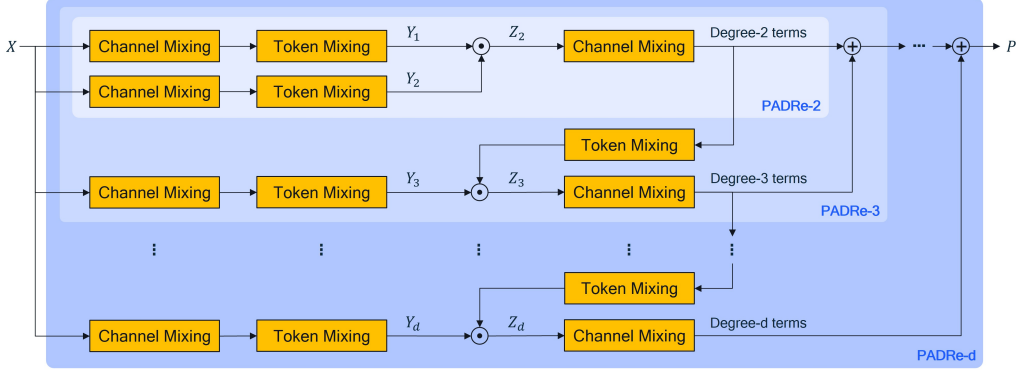 X Channel Mixing Token Mixing Y₁ ⊙ Z₂ Channel Mixing Degree-2 terms + ... + P
Channel Mixing Token Mixing Y₂
PADRe-2
Token Mixing
Channel Mixing Token Mixing Y₃ ⊙ Z₃ Channel Mixing Degree-3 terms
PADRe-3
⋮ ⋮ ⋮ ⋮ ⋮
Token Mixing
Channel Mixing Token Mixing Y_d ⊙ Z_d Channel Mixing Degree-d terms
PADRe-d